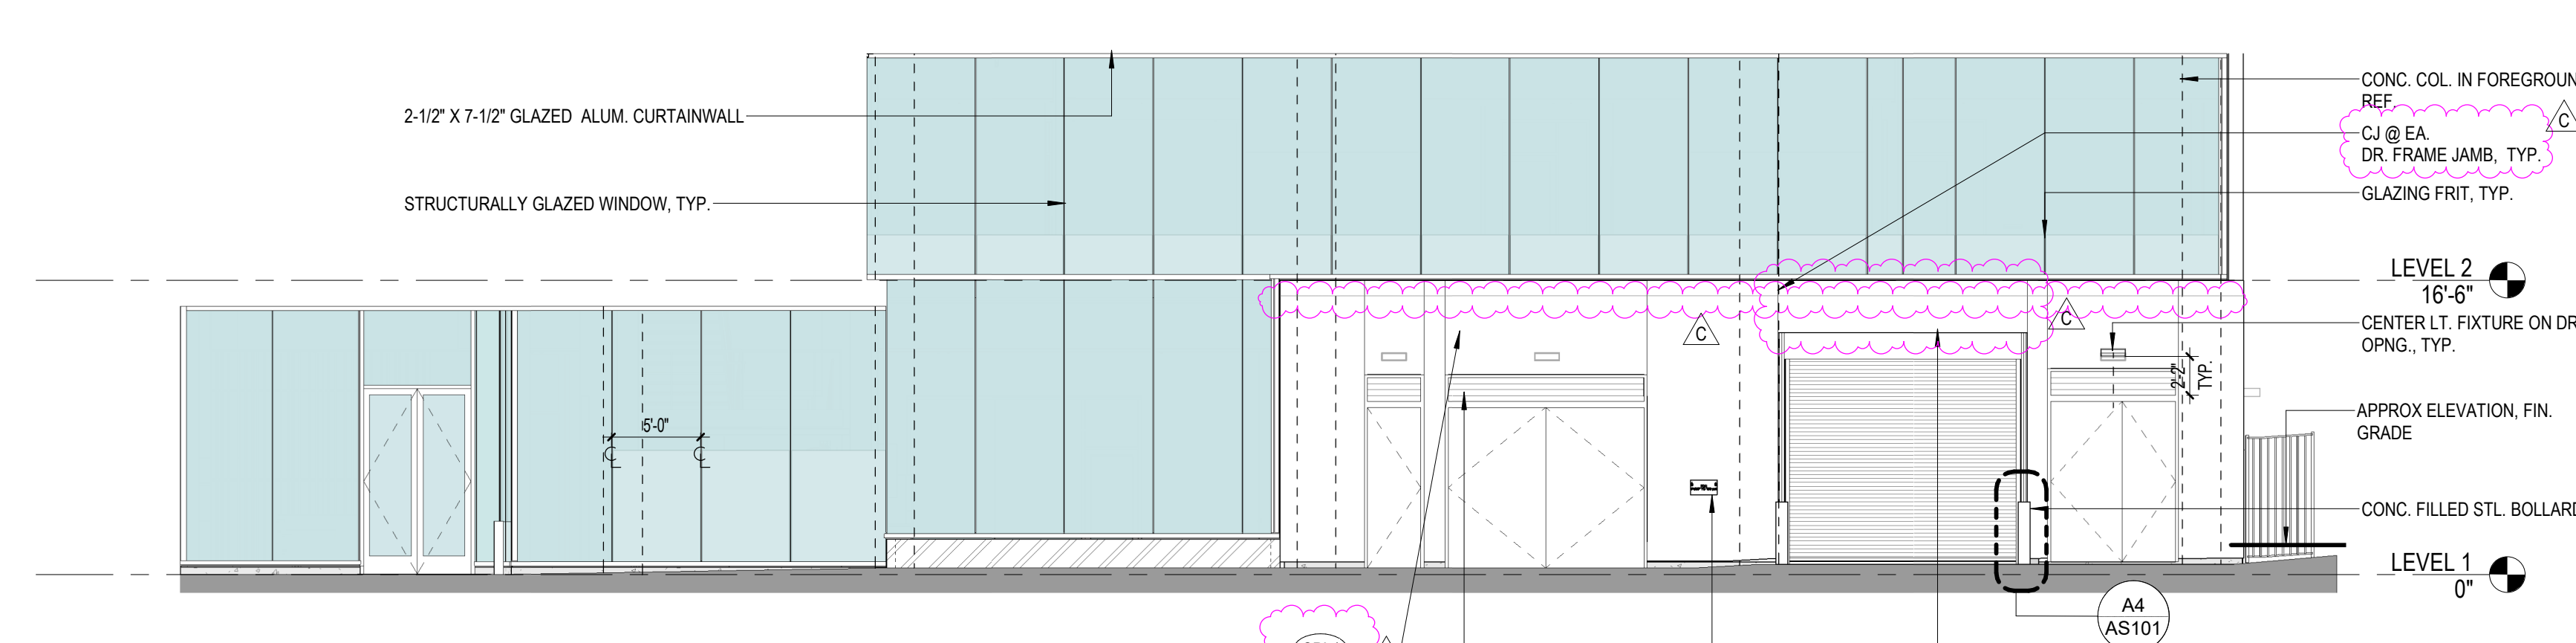 2-1/2" X 7-1/2" GLAZED ALUM. CURTAINWALL
STRUCTURALLY GLAZED WINDOW, TYP.
CONC. COL. IN FOREGROUN
REF.
C
CJ @ EA.
DR. FRAME JAMB, TYP.
GLAZING FRIT, TYP.
LEVEL 2
16'-6"
C
C
CENTER LT. FIXTURE ON DR
OPNG., TYP.
2'-2"
TYP.
5'-0"
APPROX ELEVATION, FIN.
GRADE
CONC. FILLED STL. BOLLARD
LEVEL 1
0"
A4
AS101